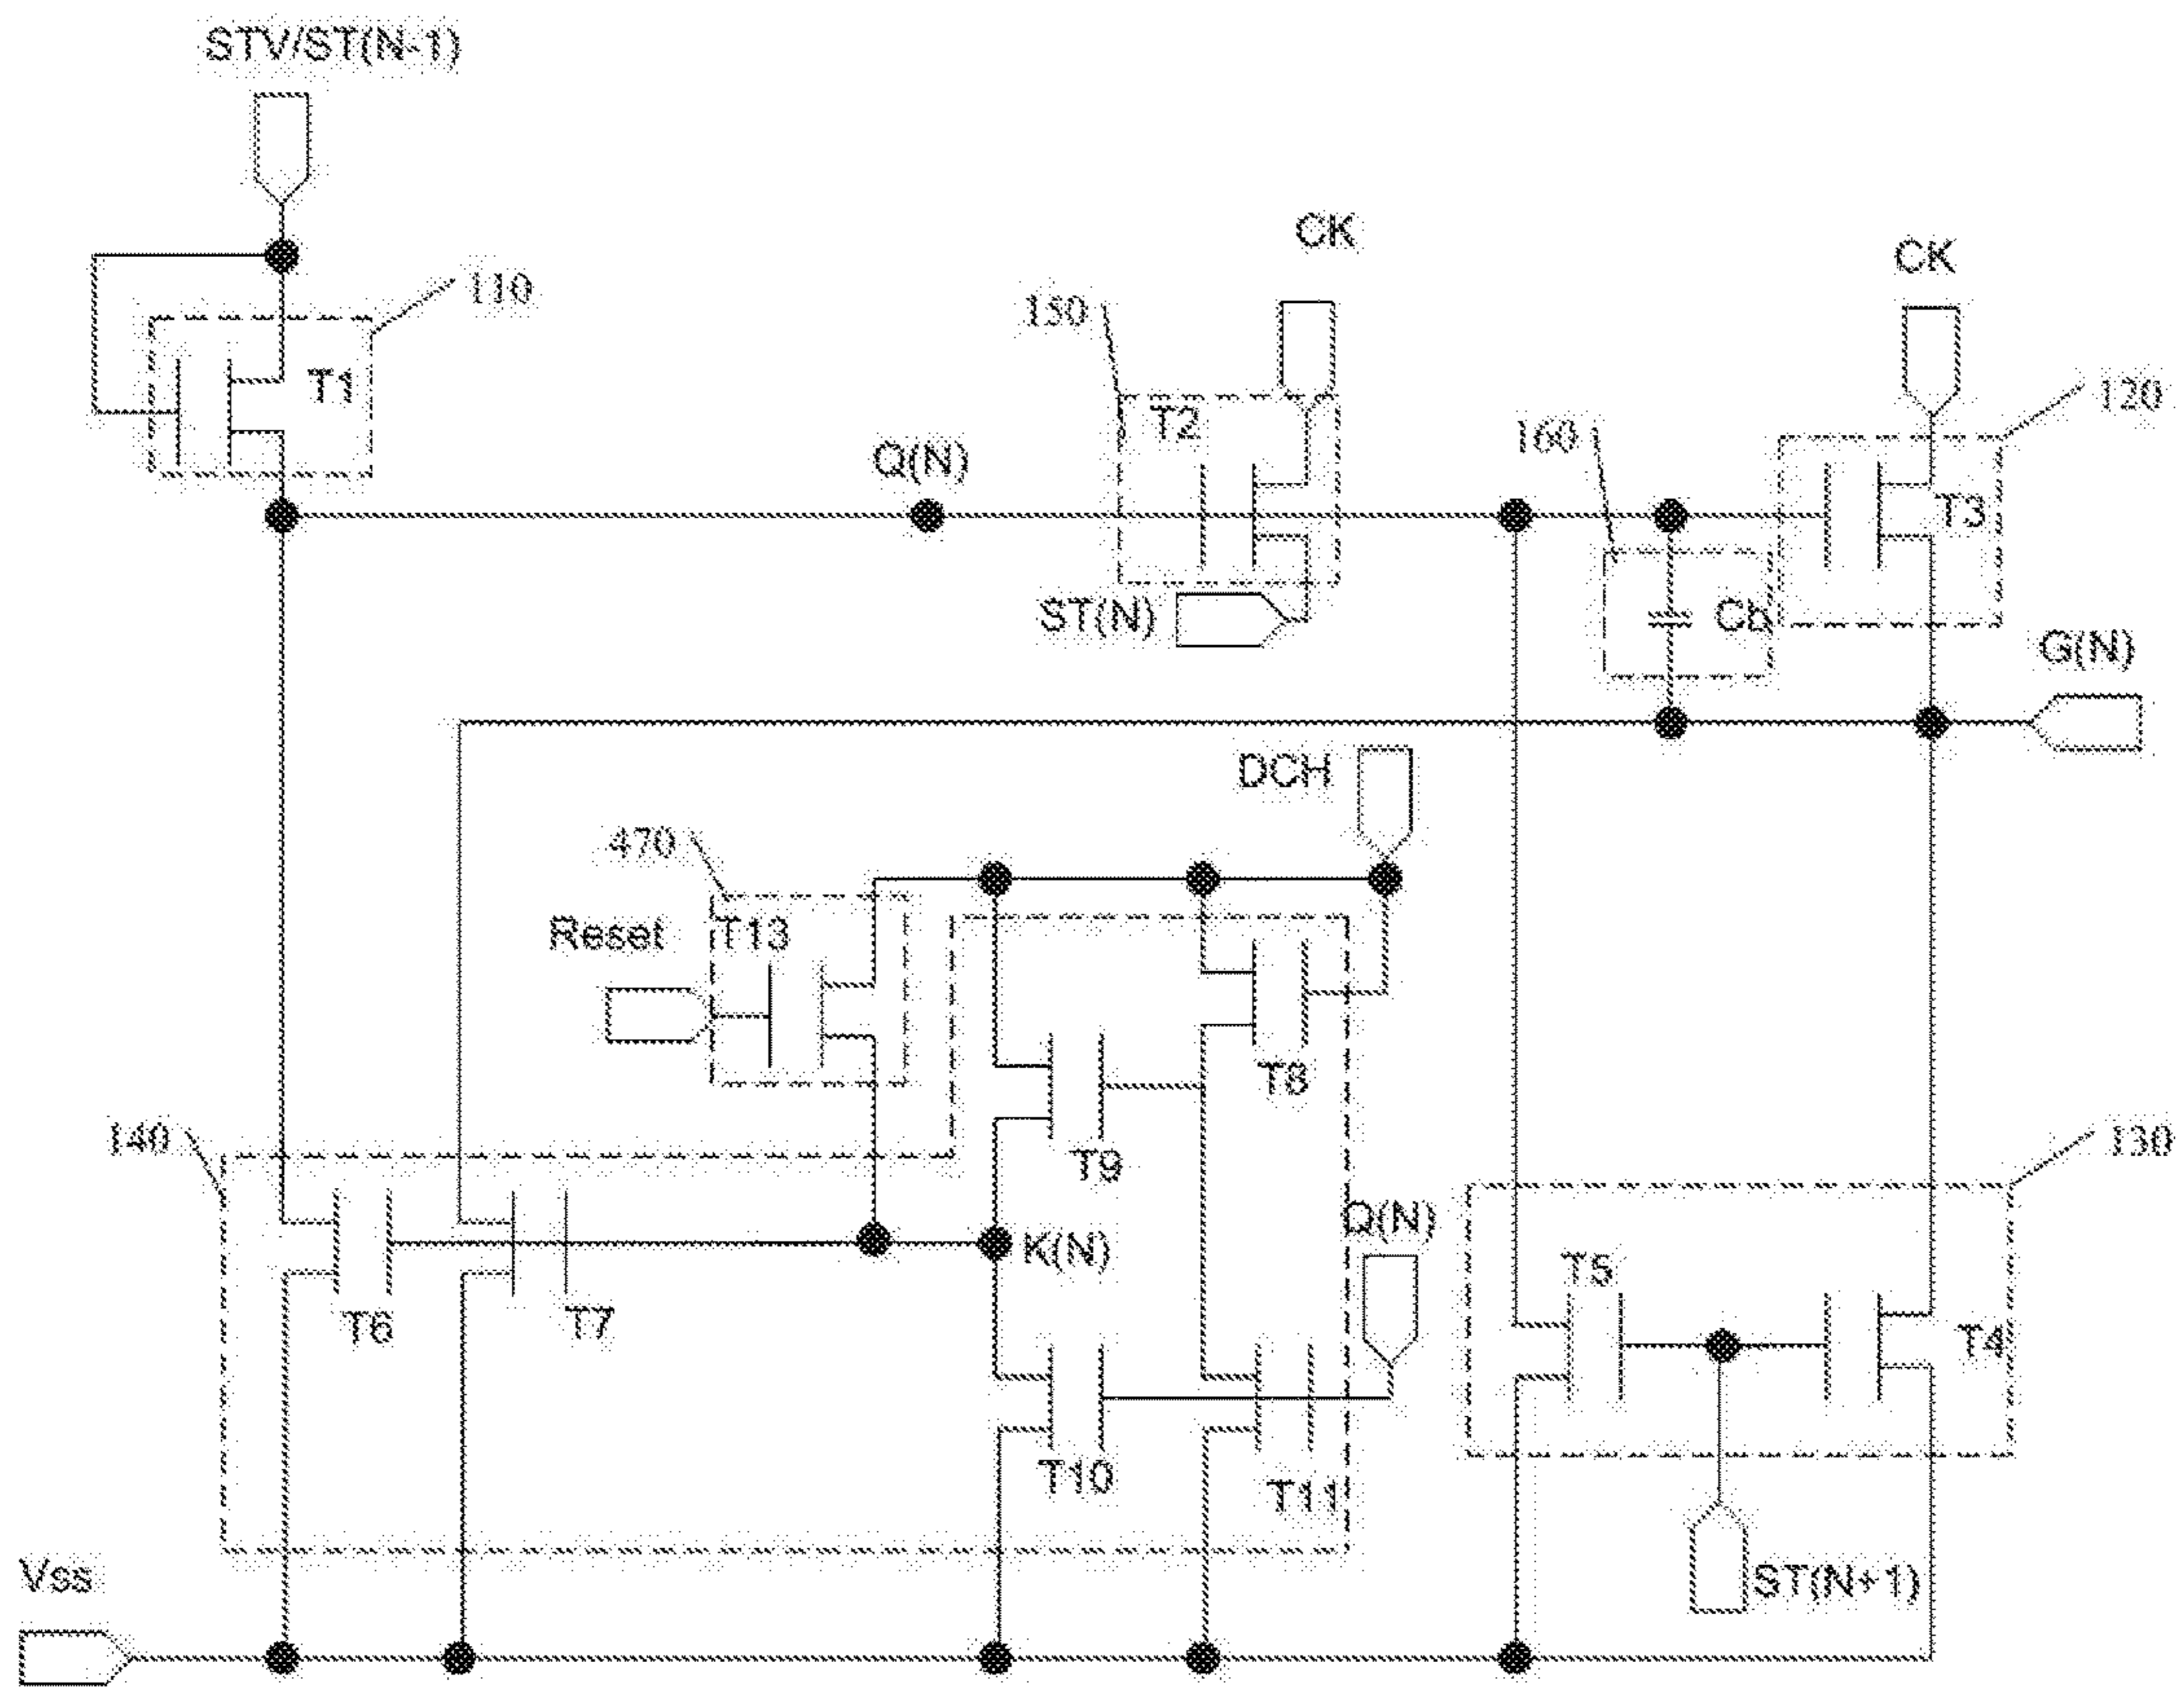 STV/ST(N-1)
CK
CK
110
150
120
T1
T2
160
Q(N)
T3
ST(N)
Cb
G(N)
DCH
470
Reset
T13
T8
140
T9
130
Q(N)
K(N)
T5
T6
T7
T4
T10
T11
Vss
ST(N+1)